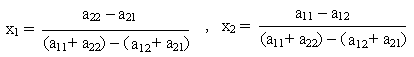 x₁ = (a₂₂ − a₂₁) / ((a₁₁+ a₂₂) − (a₁₂+ a₂₁)) , x₂ = (a₁₁ − a₁₂) / ((a₁₁+ a₂₂) − (a₁₂+ a₂₁))